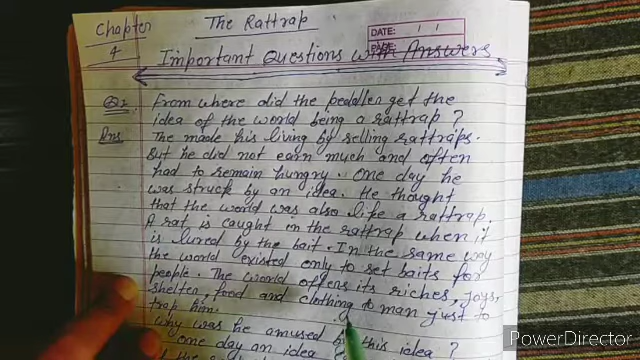 Chapter 4
The Rattrap
DATE: / /
PAGE:
Important Questions with Answers
Q1. From where did the peddler get the
idea of the world being a rattrap ?
Ans The made his living by selling rattraps.
But he did not earn much and often
had to remain hungry. One day he
was struck by an idea. He thought
that the world was also like a rattrap.
A rat is caught in the rattrap when it
is lured by the bait. In the same way
the world existed only to set baits for
people. The world offers its riches, joys,
shelter, food and clothing to man just to
trap him.
Why was he amused by this idea ?
One day an idea
PowerDirector